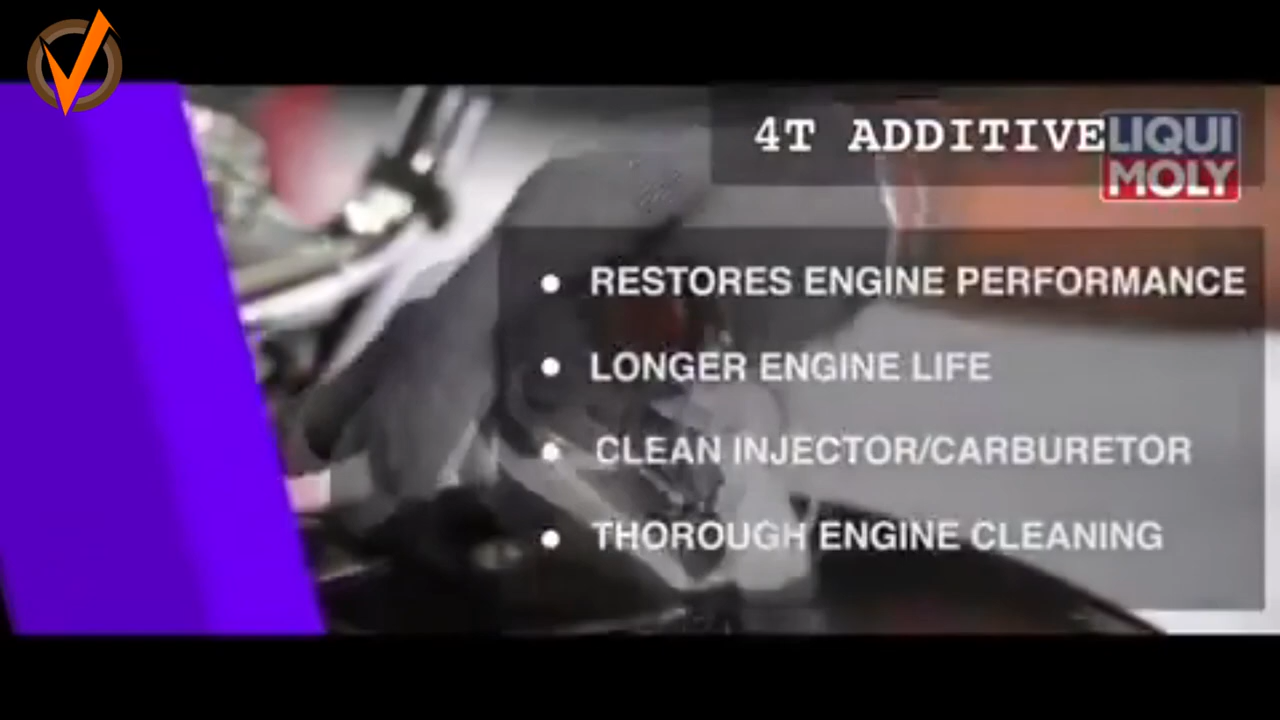 4T ADDITIVE
LIQUI
MOLY
RESTORES ENGINE PERFORMANCE
LONGER ENGINE LIFE
CLEAN INJECTOR/CARBURETOR
THOROUGH ENGINE CLEANING